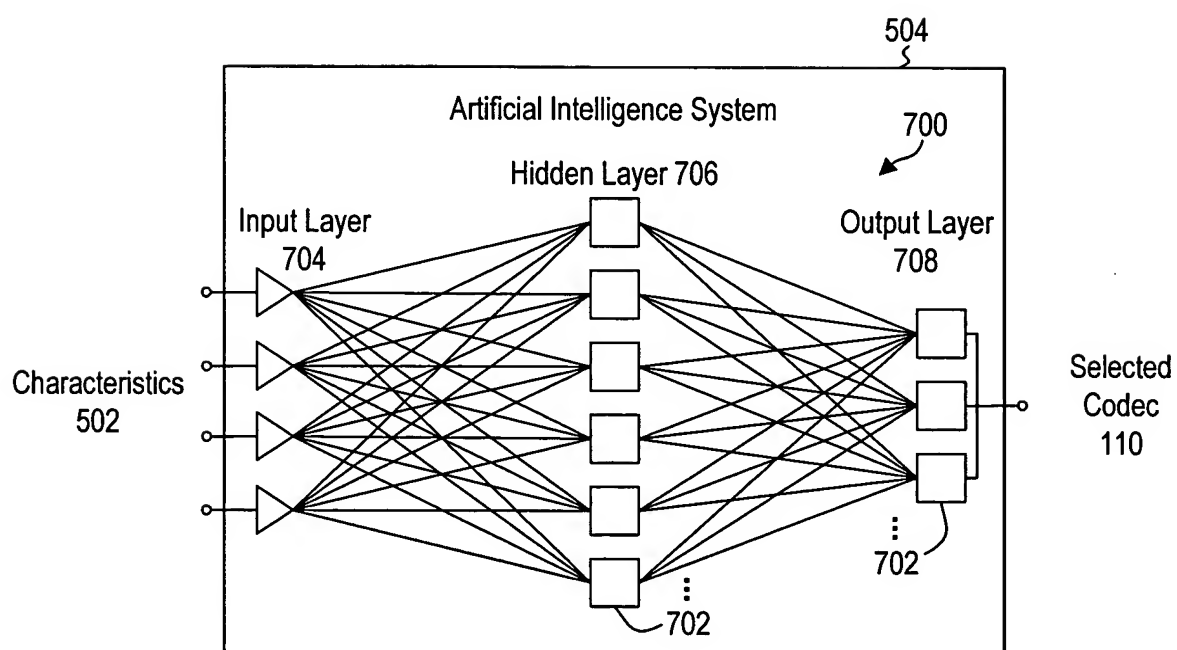 504
Artificial Intelligence System
700
Hidden Layer 706
Input Layer
704
Output Layer
708
Characteristics
502
Selected
Codec
110
702
702